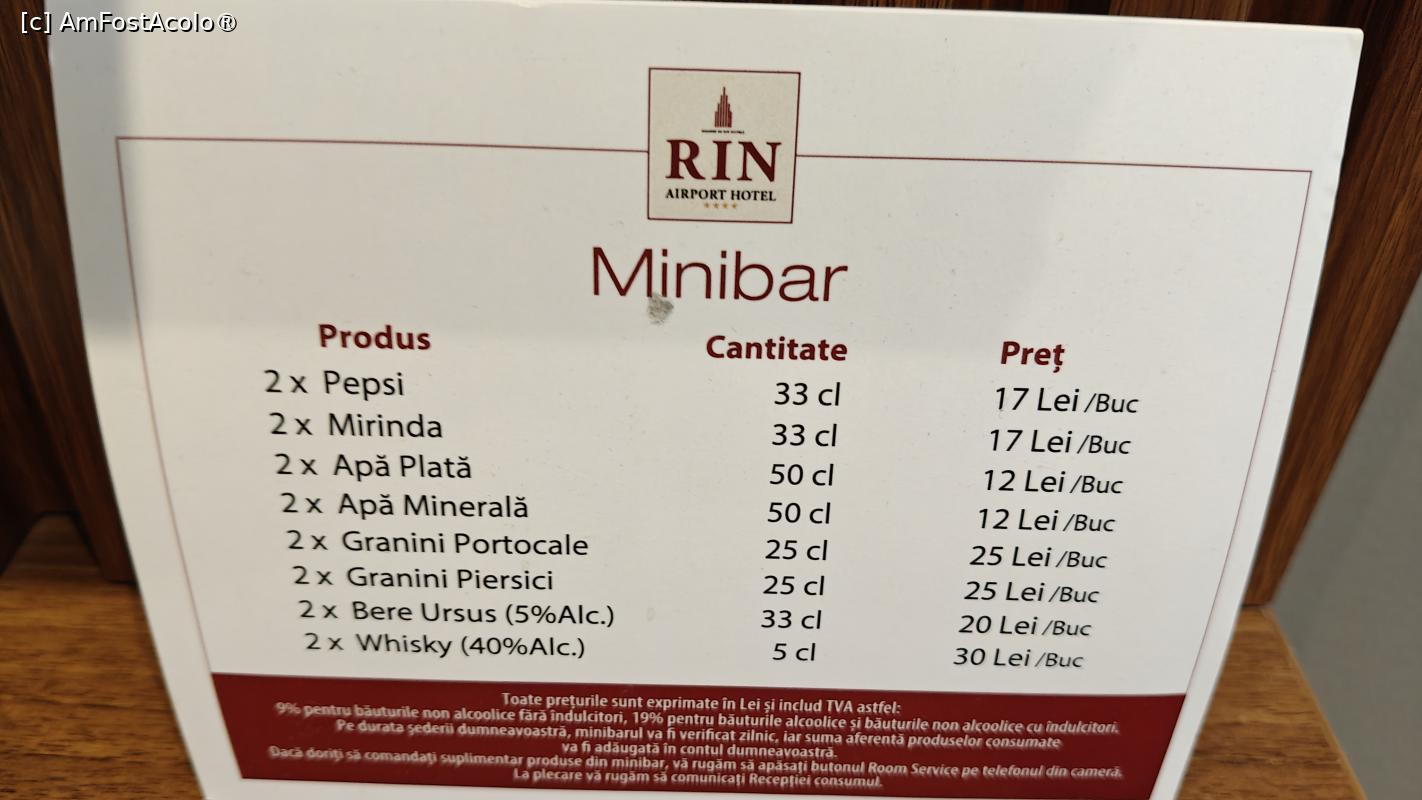 [c] AmFostAcolo®
RIN
AIRPORT HOTEL
Minibar
Produs Cantitate Preț
2 x Pepsi 33 cl 17 Lei /Buc
2 x Mirinda 33 cl 17 Lei /Buc
2 x Apă Plată 50 cl 12 Lei /Buc
2 x Apă Minerală 50 cl 12 Lei /Buc
2 x Granini Portocale 25 cl 25 Lei /Buc
2 x Granini Piersici 25 cl 25 Lei /Buc
2 x Bere Ursus (5%Alc.) 33 cl 20 Lei /Buc
2 x Whisky (40%Alc.) 5 cl 30 Lei /Buc
Toate prețurile sunt exprimate în Lei și includ TVA astfel:
9% pentru băuturile non alcoolice fără îndulcitori, 19% pentru băuturile alcoolice și băuturile non alcoolice cu îndulcitori.
Pe durata șederii dumneavoastră, minibarul va fi verificat zilnic, iar suma aferentă produselor consumate
va fi adăugată în contul dumneavoastră.
Dacă doriți să comandați suplimentar produse din minibar, vă rugăm să apăsați butonul Room Service pe telefonul din cameră.
La plecare vă rugăm să comunicați Recepției consumul.